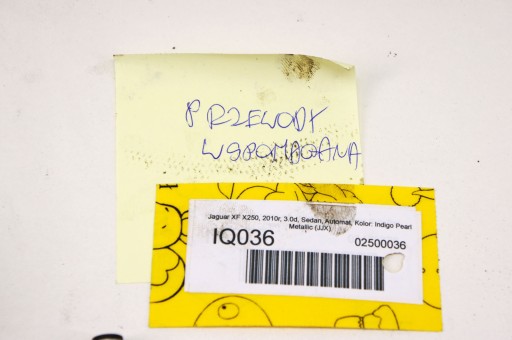 PRZEWODY
WSPOMAGANIA
Jaguar XF X250, 2010r, 3.0d, Sedan, Automat, Kolor: Indigo Pearl
Metallic (JJX)
IQ036
02500036